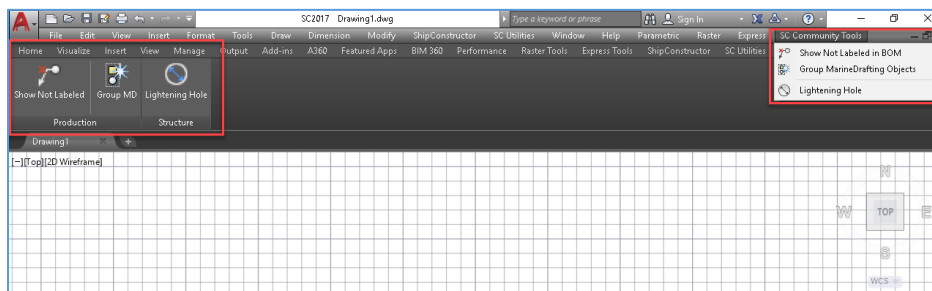 SC2017 Drawing1.dwg Type a keyword or phrase Sign In
File Edit View Insert Format Tools Draw Dimension Modify ShipConstructor SC Utilities Window Help Parametric Raster Express SC Community Tools
Home Visualize Insert View Manage Output Add-ins A360 Featured Apps BIM 360 Performance Raster Tools Express Tools ShipConstructor SC Utilities
Show Not Labeled in BOM
Group MarineDrafting Objects
Lightening Hole
Show Not Labeled Group MD Lightening Hole
Production Structure
Drawing1
[−][Top][2D Wireframe]
N
W TOP E
S
WCS